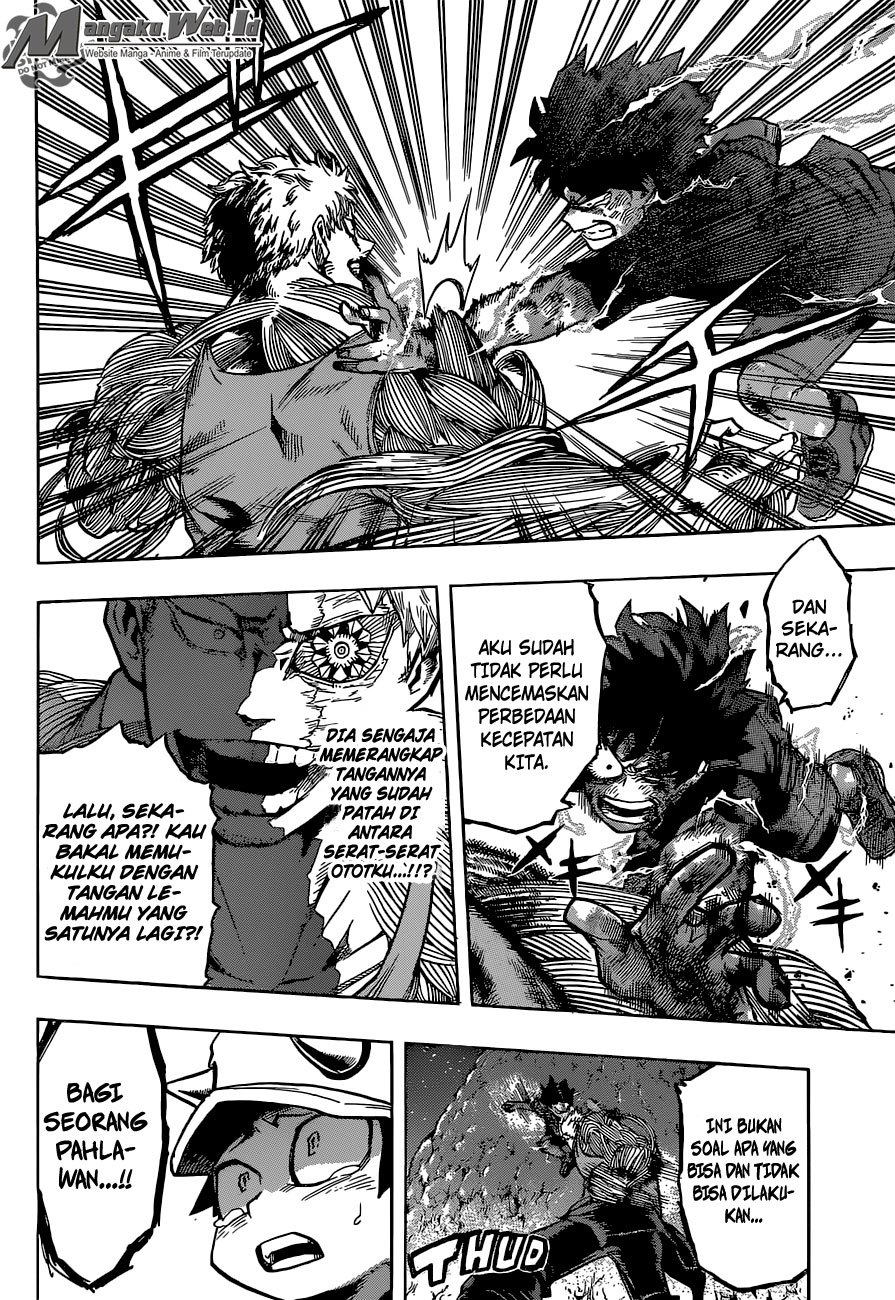 Mangaku.Web.Id
Website Manga - Anime & Film Terupdate
DAN
SEKA-
RANG...
AKU SUDAH
TIDAK PERLU
MENCEMASKAN
PERBEDAAN
KECEPATAN
KITA.
DIA SENGAJA
MEMERANGKAP
TANGANNYA
YANG SUDAH
PATAH DI
ANTARA
SERAT-SERAT
OTOTKU...!!?
LALU, SEKA-
RANG APA?! KAU
BAKAL MEMU-
KULKU DENGAN
TANGAN LE-
MAHMU YANG
SATUNYA LAGI?!
INI BUKAN
SOAL APA YANG
BISA DAN TIDAK
BISA DILAKU-
KAN...
THUD
BAGI
SEORANG
PAHLA-
WAN...!!